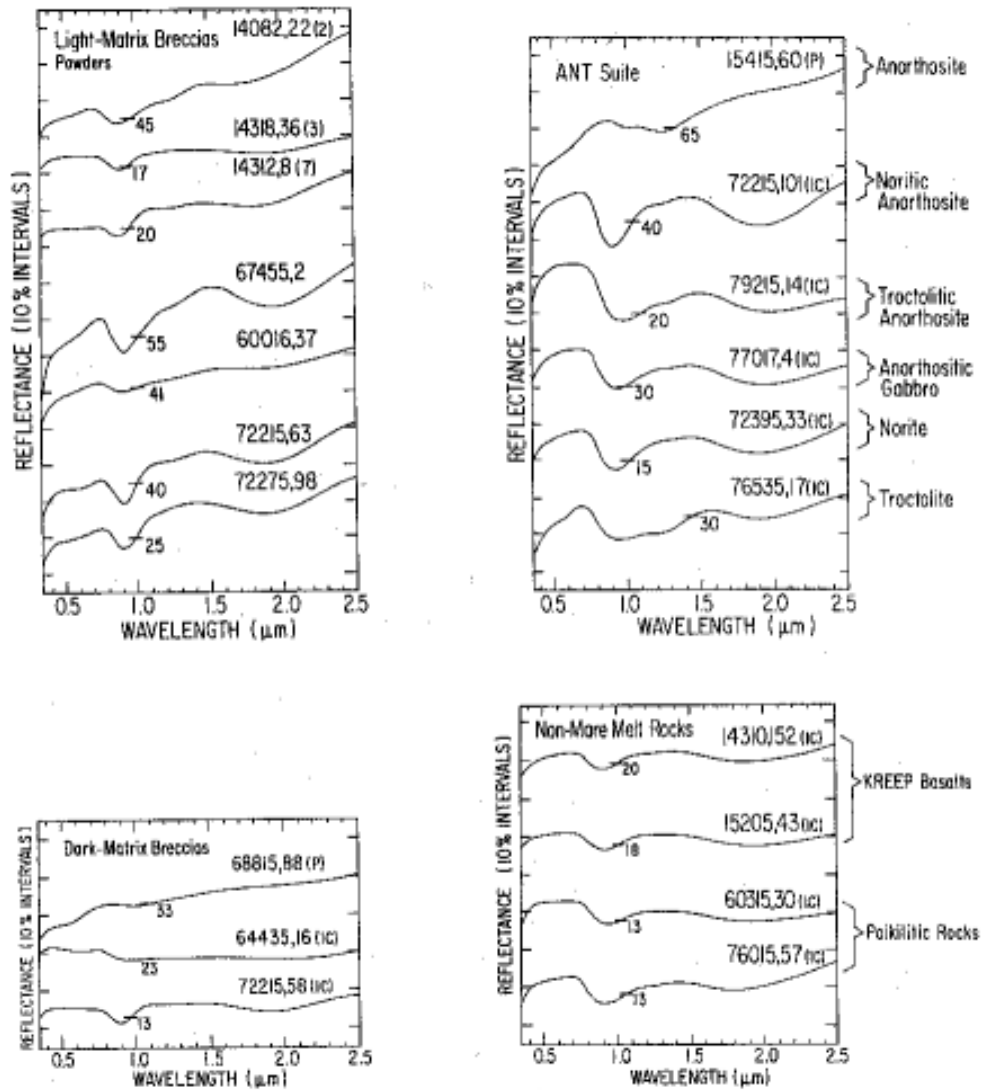 Light-Matrix Breccias
Powders
14082,22 (2)
45
14318,36 (3)
17
14312,8 (7)
20
67455,2
55
60016,37
41
72215,63
40
72275,98
25
REFLECTANCE (10% INTERVALS)
0.5 1.0 1.5 2.0 2.5
WAVELENGTH (μm)
ANT Suite
15415,60 (P)
Anorthosite
65
72215,101 (IC)
Noritic
Anorthosite
40
79215,14 (IC)
Troctolitic
Anorthosite
20
77017,4 (IC)
Anorthositic
Gabbro
30
72395,33 (IC)
Norite
15
76535,17 (IC)
Troctolite
30
REFLECTANCE (10% INTERVALS)
0.5 1.0 1.5 2.0 2.5
WAVELENGTH (μm)
Dark-Matrix Breccias
68815,88 (P)
33
64435,16 (IC)
23
72215,58 (IC)
13
REFLECTANCE (10% INTERVALS)
0.5 1.0 1.5 2.0 2.5
WAVELENGTH (μm)
Non-Mare Melt Rocks
14310,152 (IC)
20
KREEP Basalts
15205,43 (IC)
18
60315,30 (IC)
13
Poikilitic Rocks
76015,57 (IC)
13
REFLECTANCE (10% INTERVALS)
0.5 1.0 1.5 2.0 2.5
WAVELENGTH (μm)